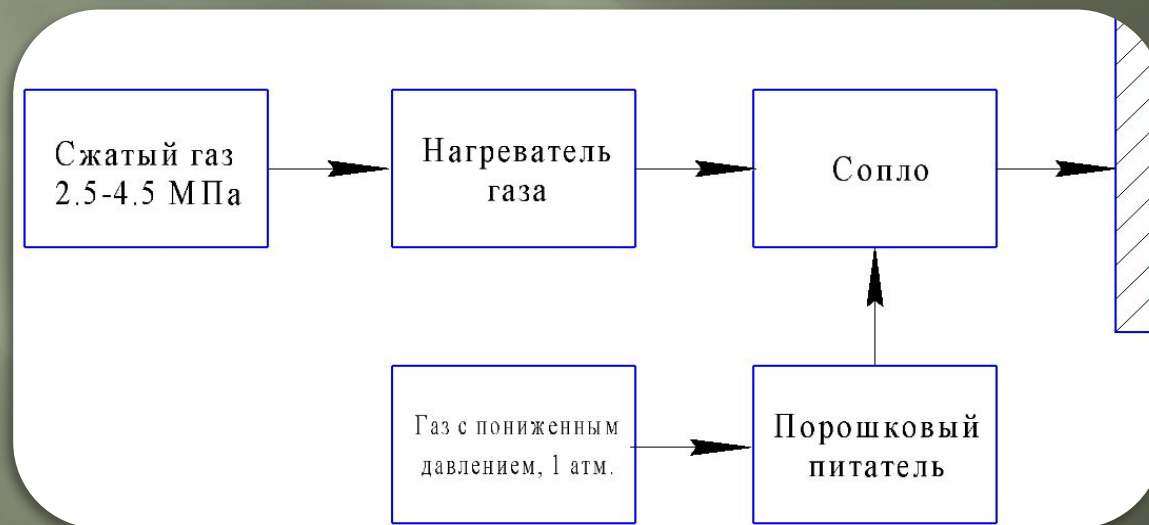 Сжатый газ
2.5-4.5 МПа
Нагреватель
газа
Сопло
Газ с пониженным
давлением, 1 атм.
Порошковый
питатель